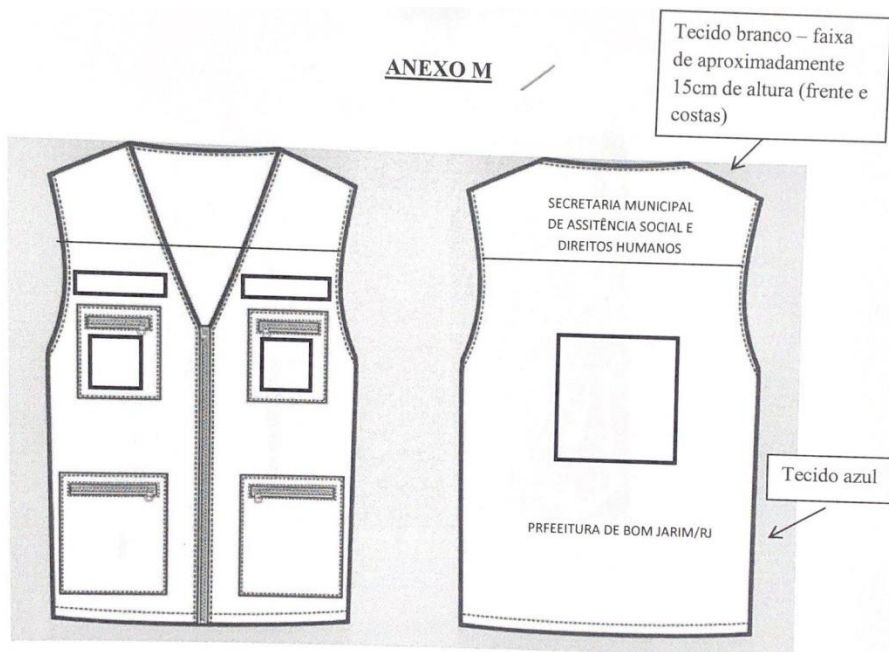 ANEXO M
Tecido branco – faixa
de aproximadamente
15cm de altura (frente e
costas)
SECRETARIA MUNICIPAL
DE ASSITÊNCIA SOCIAL E
DIREITOS HUMANOS
Tecido azul
PRFEEITURA DE BOM JARIM/RJ